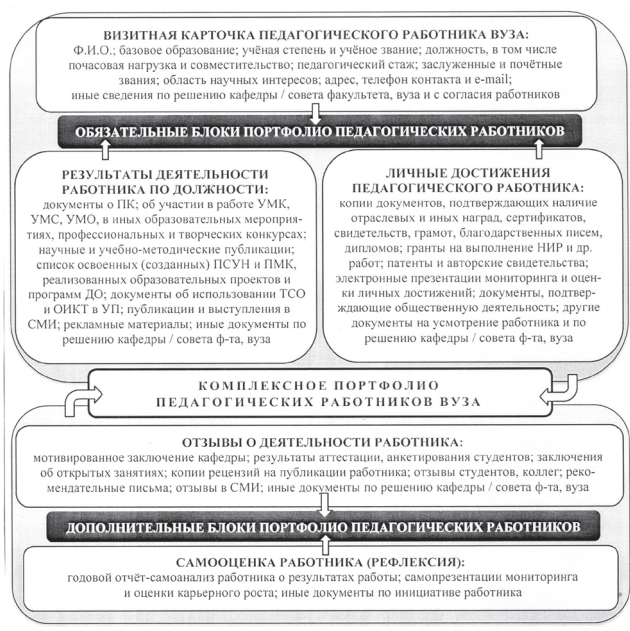 ВИЗИТНАЯ КАРТОЧКА ПЕДАГОГИЧЕСКОГО РАБОТНИКА ВУЗА:
Ф.И.О.; базовое образование; учёная степень и учёное звание; должность, в том числе
почасовая нагрузка и совместительство; педагогический стаж; заслуженные и почётные
звания; область научных интересов; адрес, телефон контакта и e-mail;
иные сведения по решению кафедры / совета факультета, вуза и с согласия работников
ОБЯЗАТЕЛЬНЫЕ БЛОКИ ПОРТФОЛИО ПЕДАГОГИЧЕСКИХ РАБОТНИКОВ
РЕЗУЛЬТАТЫ ДЕЯТЕЛЬНОСТИ
РАБОТНИКА ПО ДОЛЖНОСТИ:
документы о ПК; об участии в работе УМК,
УМС, УМО, в иных образовательных мероприя-
тиях, профессиональных и творческих конкурсах;
научные и учебно-методические публикации;
список освоенных (созданных) ПСУН и ПМК,
реализованных образовательных проектов и
программ ДО; документы об использовании ТСО
и ОИКТ в УП; публикации и выступления в
СМИ; рекламные материалы; иные документы по
решению кафедры / совета ф-та, вуза
ЛИЧНЫЕ ДОСТИЖЕНИЯ
ПЕДАГОГИЧЕСКОГО РАБОТНИКА:
копии документов, подтверждающих наличие
отраслевых и иных наград, сертификатов,
свидетельств, грамот, благодарственных писем,
дипломов; гранты на выполнение НИР и др.
работ; патенты и авторские свидетельства;
электронные презентации мониторинга и оцен-
ки личных достижений; документы, подтвер-
ждающие общественную деятельность; другие
документы на усмотрение работника и по
решению кафедры / совета ф-та, вуза
КОМПЛЕКСНОЕ ПОРТФОЛИО
ПЕДАГОГИЧЕСКИХ РАБОТНИКОВ ВУЗА
ОТЗЫВЫ О ДЕЯТЕЛЬНОСТИ РАБОТНИКА:
мотивированное заключение кафедры; результаты аттестации, анкетирования студентов; заключения
об открытых занятиях; копии рецензий на публикации работника; отзывы студентов, коллег; реко-
мендательные письма; отзывы в СМИ; иные документы по решению кафедры / совета ф-та, вуза
ДОПОЛНИТЕЛЬНЫЕ БЛОКИ ПОРТФОЛИО ПЕДАГОГИЧЕСКИХ РАБОТНИКОВ
САМООЦЕНКА РАБОТНИКА (РЕФЛЕКСИЯ):
годовой отчёт-самоанализ работника о результатах работы; самопрезентации мониторинга
и оценки карьерного роста; иные документы по инициативе работника